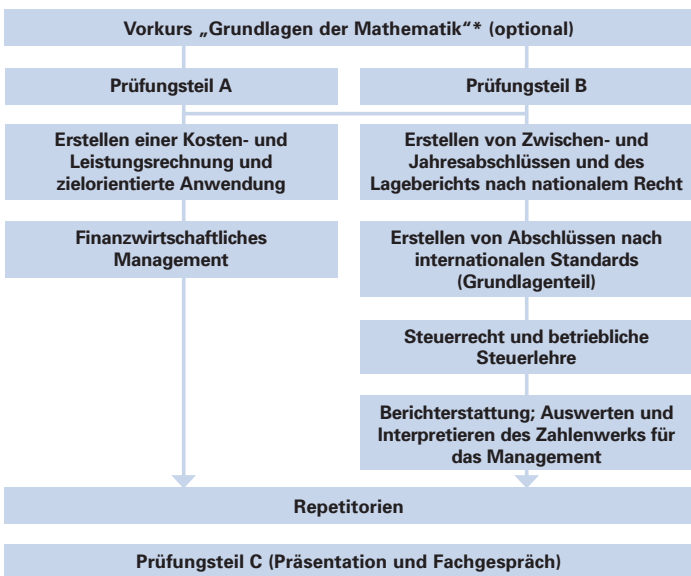 Vorkurs „Grundlagen der Mathematik“* (optional)
Prüfungsteil A
Prüfungsteil B
Erstellen einer Kosten- und
Leistungsrechnung und
zielorientierte Anwendung
Erstellen von Zwischen- und
Jahresabschlüssen und des
Lageberichts nach nationalem Recht
Finanzwirtschaftliches
Management
Erstellen von Abschlüssen nach
internationalen Standards
(Grundlagenteil)
Steuerrecht und betriebliche
Steuerlehre
Berichterstattung; Auswerten und
Interpretieren des Zahlenwerks für
das Management
Repetitorien
Prüfungsteil C (Präsentation und Fachgespräch)